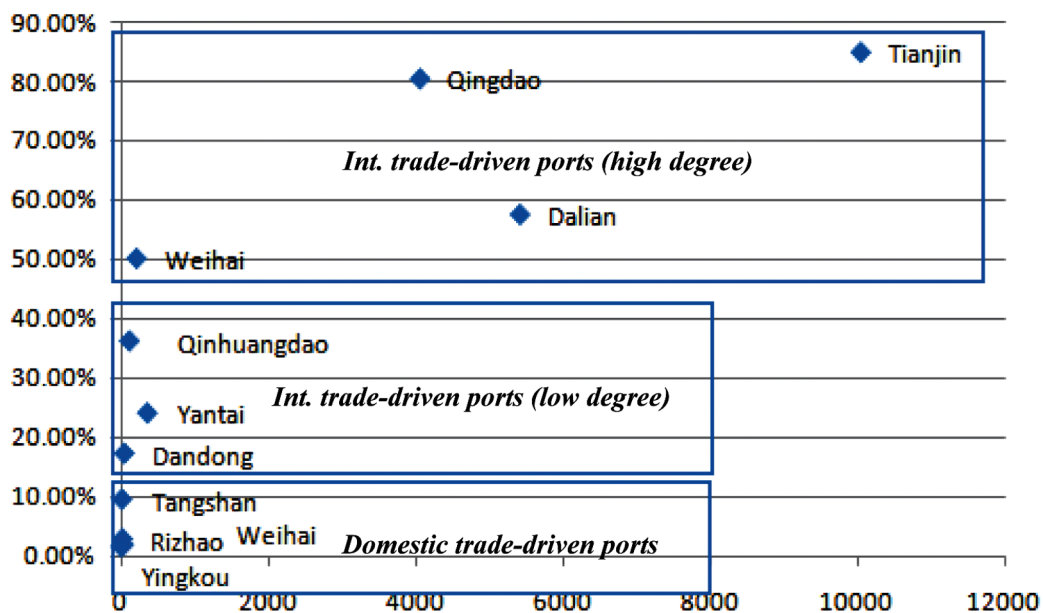 90.00%
Tianjin
80.00%
Qingdao
70.00%
Int. trade-driven ports (high degree)
60.00%
Dalian
50.00%
Weihai
40.00%
Qinhuangdao
30.00%
Int. trade-driven ports (low degree)
Yantai
20.00%
Dandong
10.00%
Tangshan
Weihai
Rizhao
Domestic trade-driven ports
0.00%
Yingkou
0 2000 4000 6000 8000 10000 12000